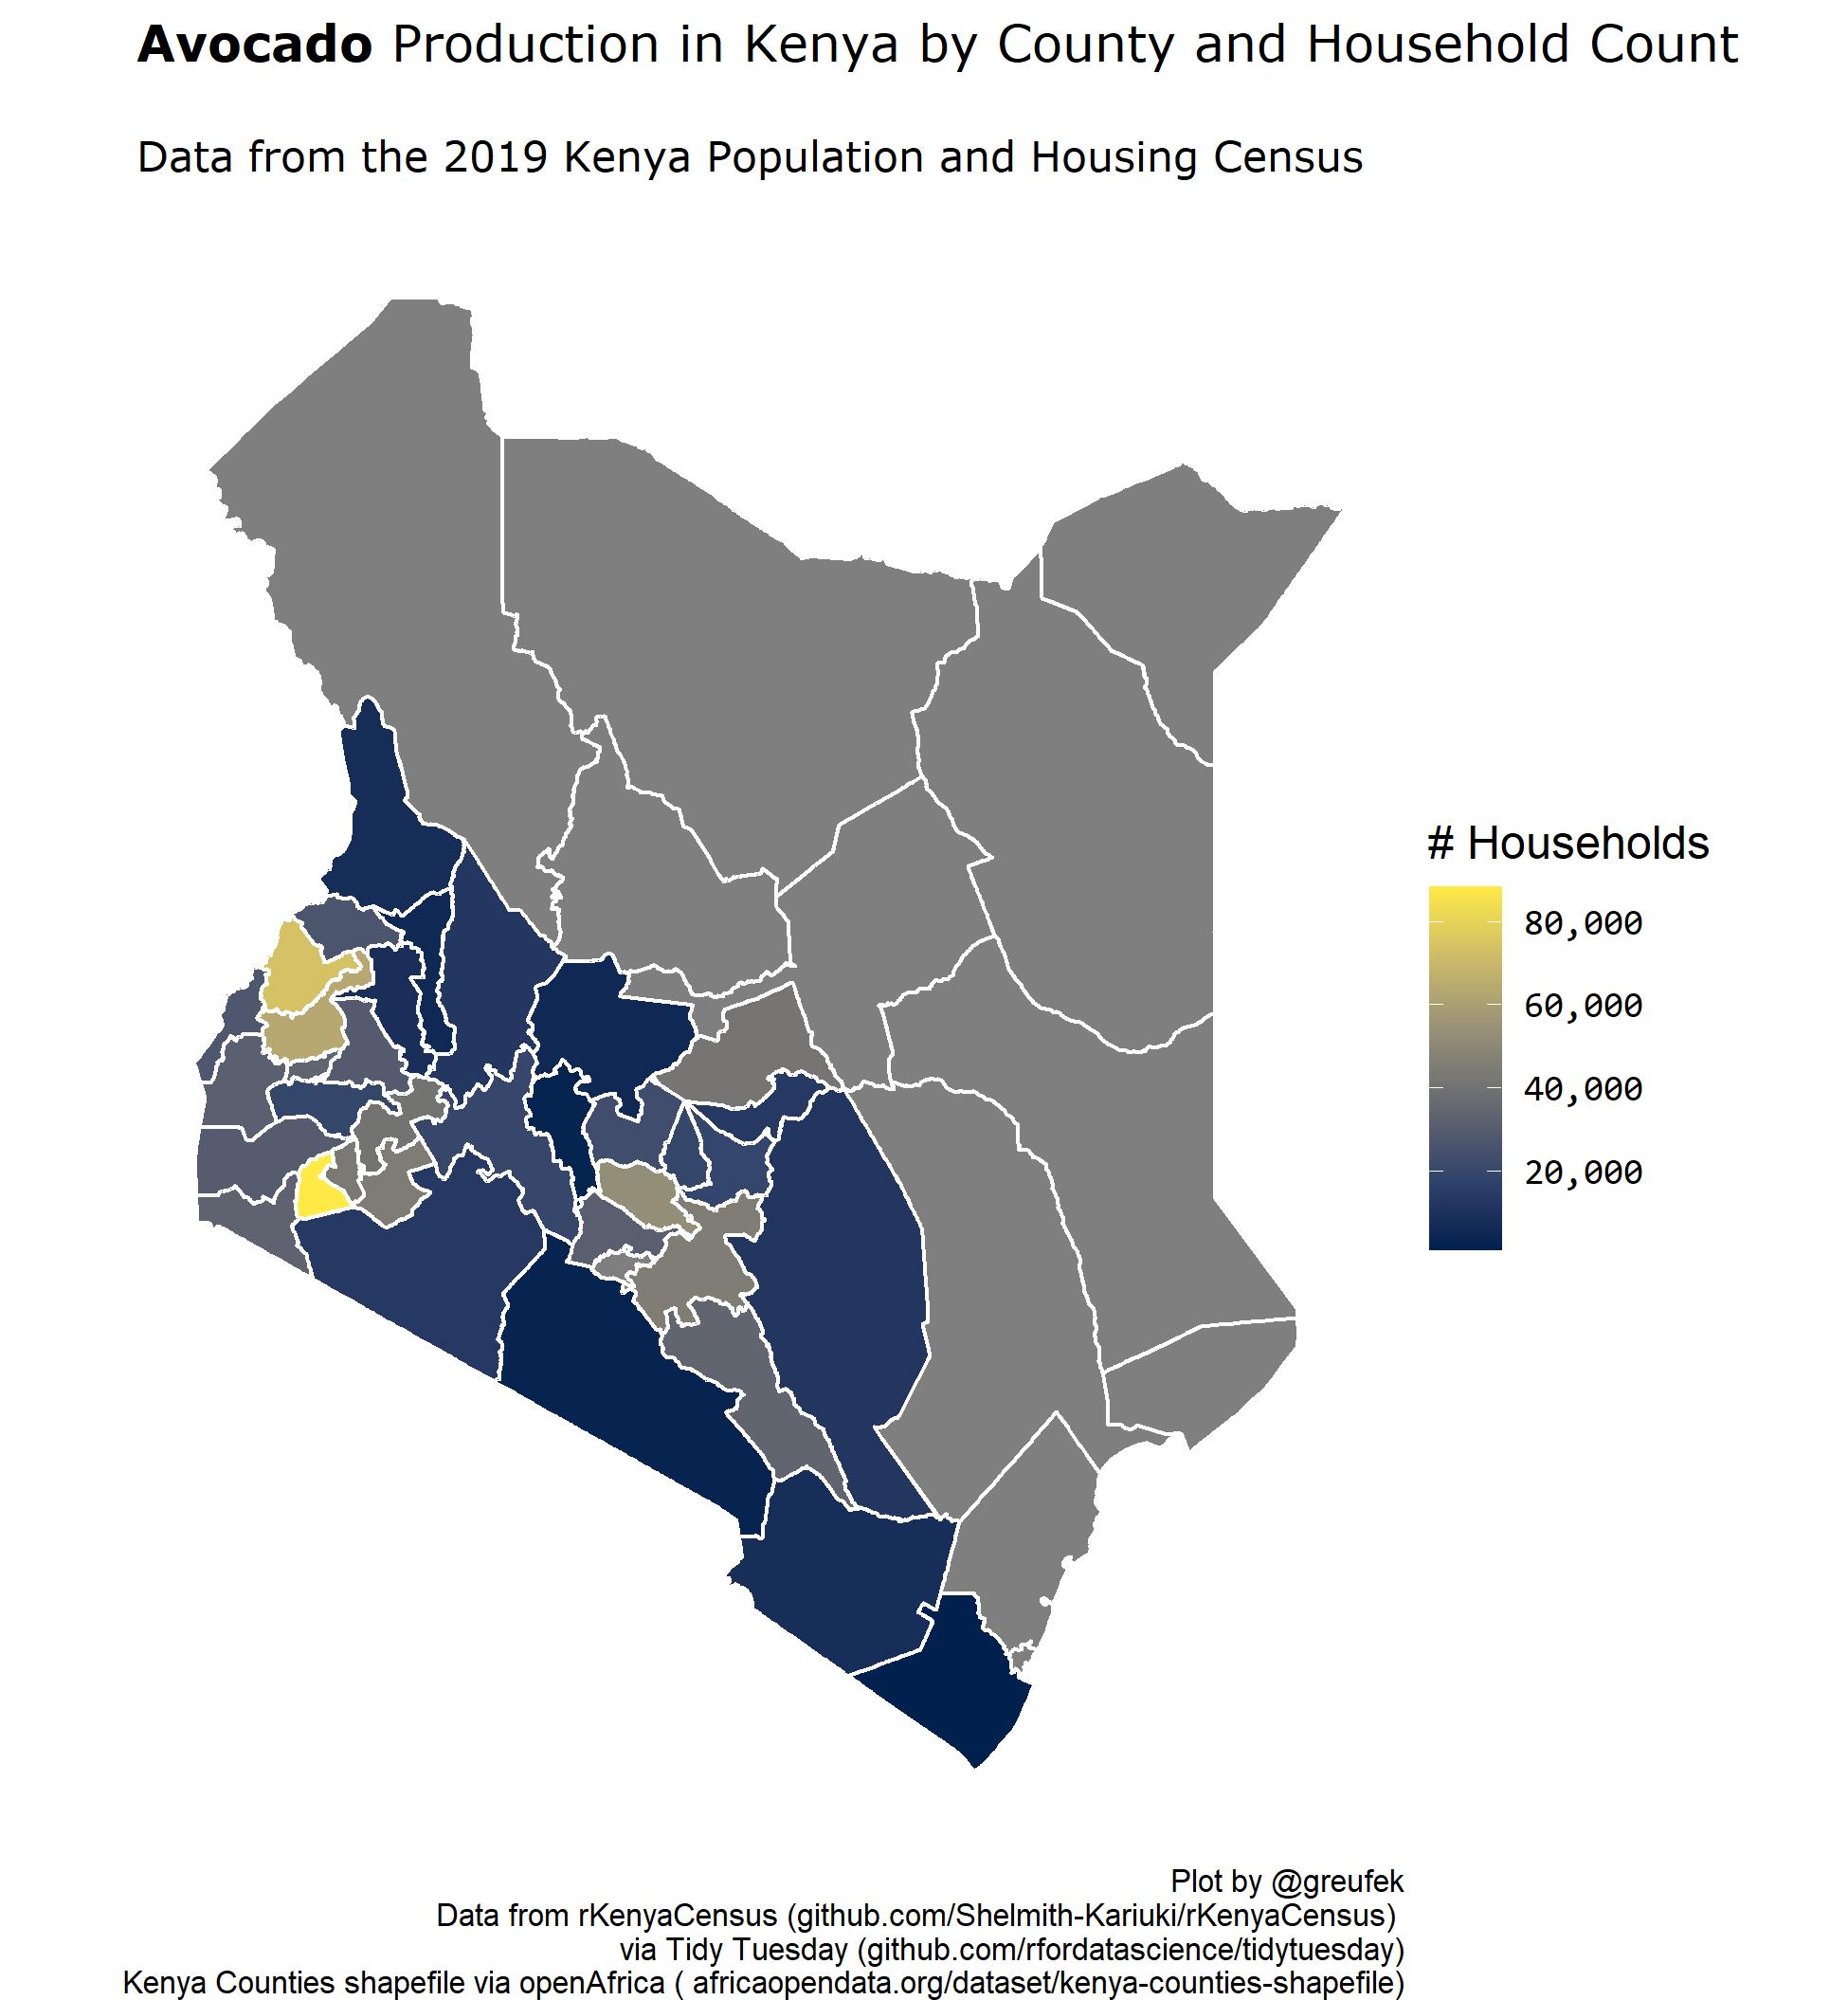 Avocado Production in Kenya by County and Household Count
Data from the 2019 Kenya Population and Housing Census
# Households
80,000
60,000
40,000
20,000
Plot by @greufek
Data from rKenyaCensus (github.com/Shelmith-Kariuki/rKenyaCensus)
via Tidy Tuesday (github.com/rfordatascience/tidytuesday)
Kenya Counties shapefile via openAfrica ( africaopendata.org/dataset/kenya-counties-shapefile)